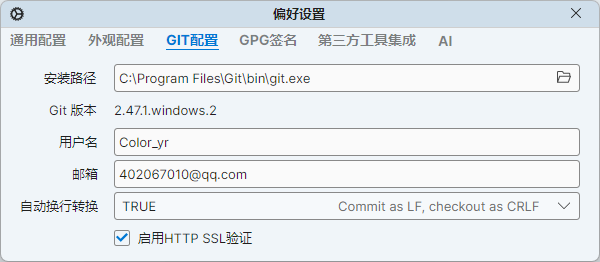 偏好设置
通用配置 外观配置 GIT配置 GPG签名 第三方工具集成 AI
安装路径 C:\Program Files\Git\bin\git.exe
Git 版本 2.47.1.windows.2
用户名 Color_yr
邮箱 402067010@qq.com
自动换行转换 TRUE Commit as LF, checkout as CRLF
启用HTTP SSL验证